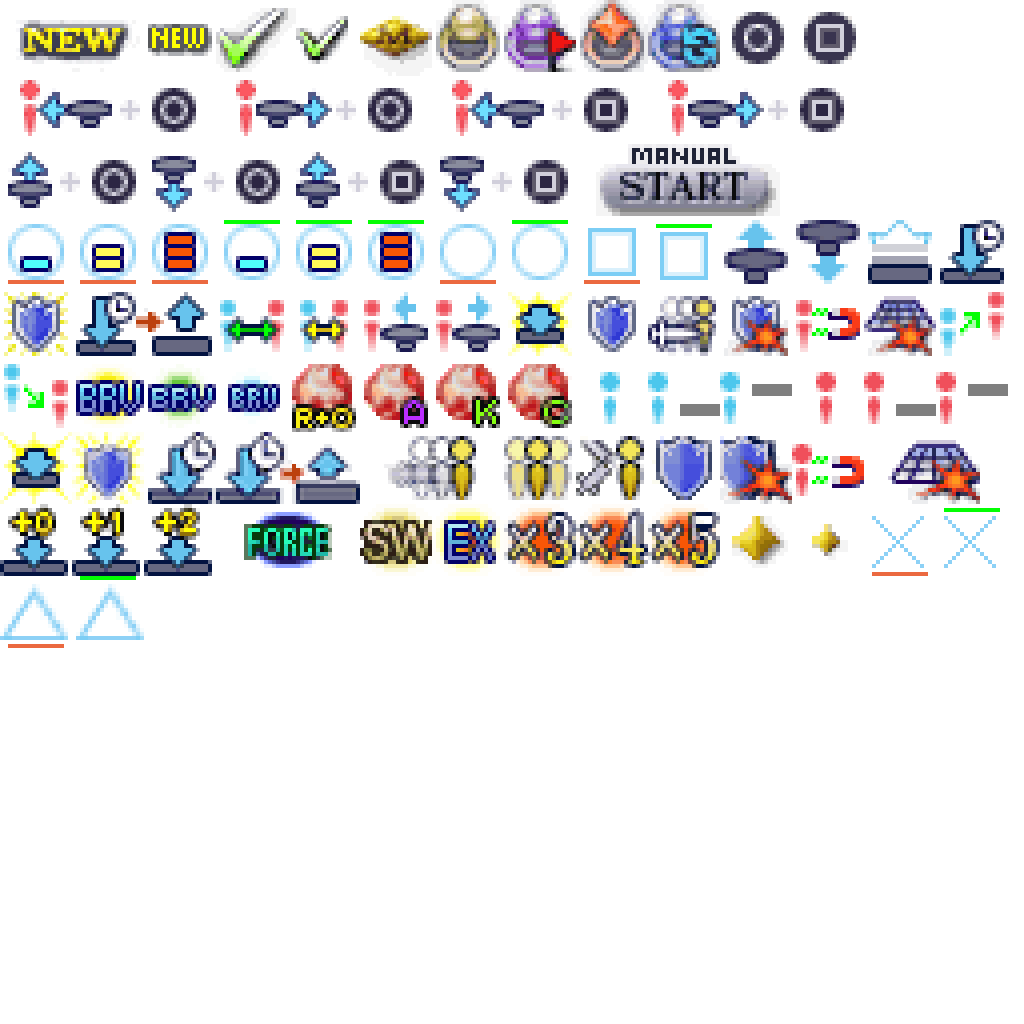 NEW NEW M
MANUAL
START
BRV BRV BRV R+O A K C
+0 +1 +2 FORCE SW EX ×3 ×4 ×5